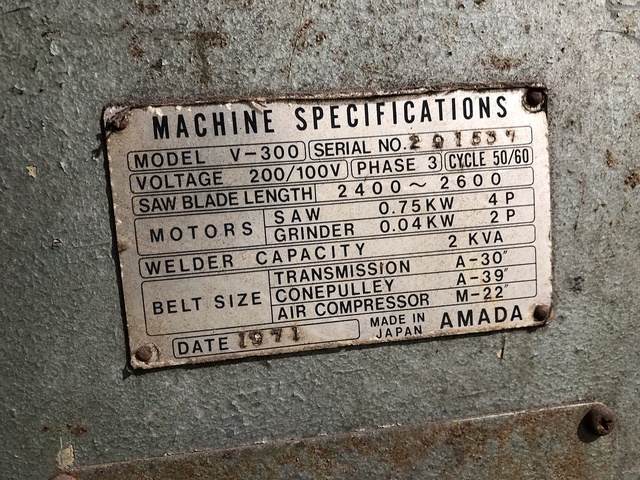 MACHINE SPECIFICATIONS
MODEL V-300 SERIAL NO. 201537
VOLTAGE 200/100V PHASE 3 CYCLE 50/60
SAW BLADE LENGTH 2400 ~ 2600
MOTORS
SAW 0.75KW 4P
GRINDER 0.04KW 2P
WELDER CAPACITY 2 KVA
BELT SIZE
TRANSMISSION A-30"
CONEPULLEY A-39"
AIR COMPRESSOR M-22"
DATE 1971
MADE IN
JAPAN
AMADA